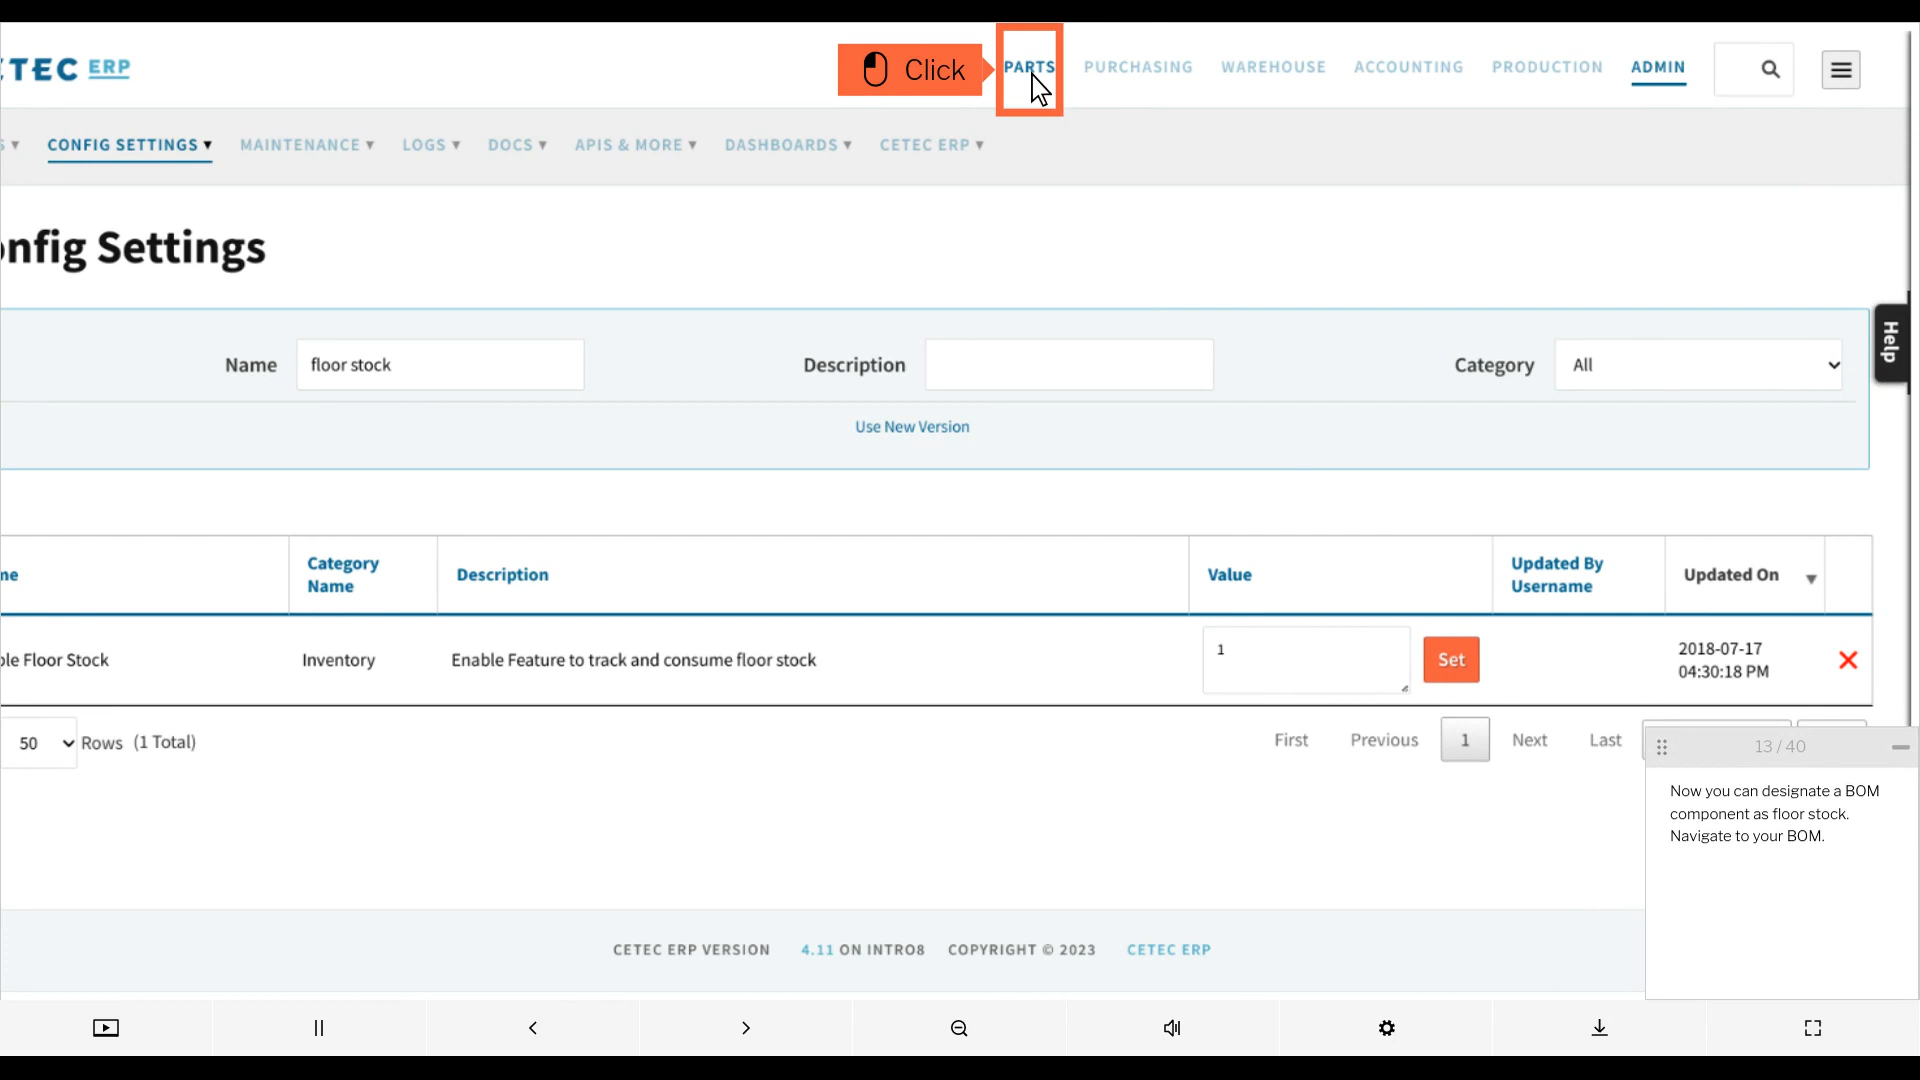 CETEC ERP
Click
PARTS
PURCHASING
WAREHOUSE
ACCOUNTING
PRODUCTION
ADMIN
S ▾
CONFIG SETTINGS ▾
MAINTENANCE ▾
LOGS ▾
DOCS ▾
APIS & MORE ▾
DASHBOARDS ▾
CETEC ERP ▾
onfig Settings
Help
Name
floor stock
Description
Category
All
Use New Version
me
Category Name
Description
Value
Updated By Username
Updated On ▼
ble Floor Stock
Inventory
Enable Feature to track and consume floor stock
1
Set
2018-07-17
04:30:18 PM
50 Rows (1 Total)
First
Previous
1
Next
Last
13 / 40
Now you can designate a BOM
component as floor stock.
Navigate to your BOM.
CETEC ERP VERSION 4.11 ON INTRO8 COPYRIGHT © 2023 CETEC ERP